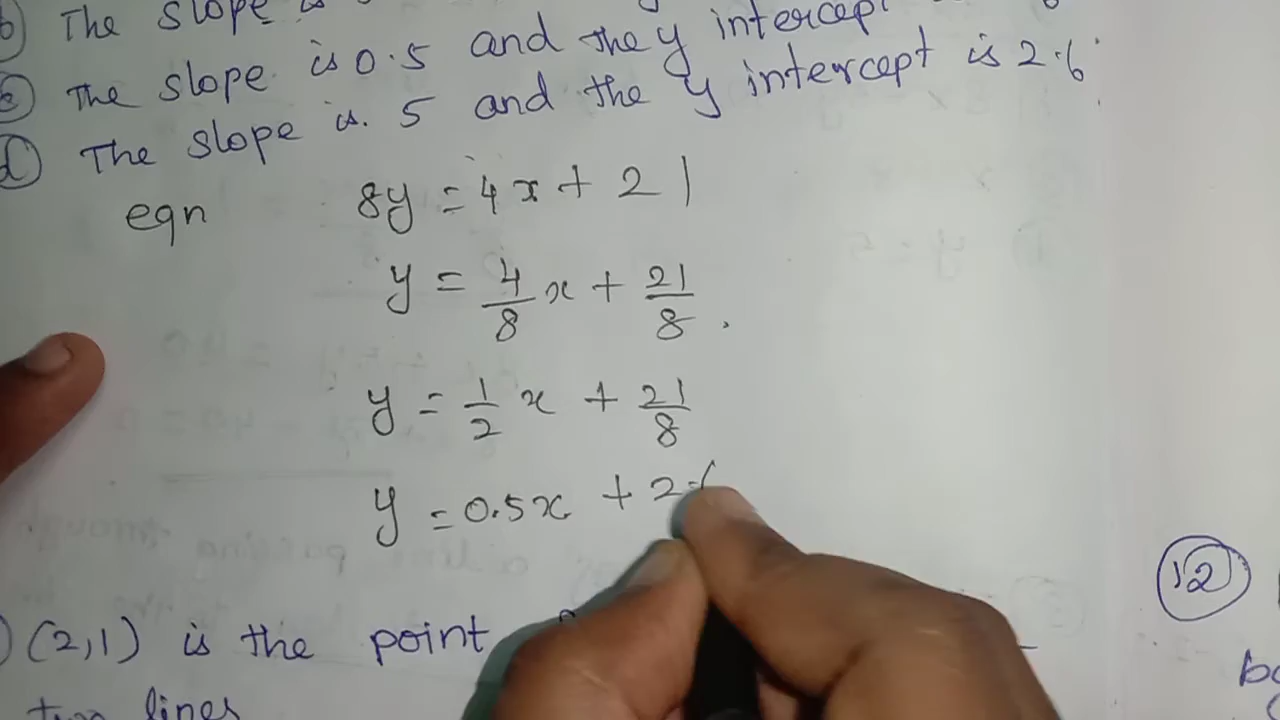 b) The slope is
c) The slope is 0.5 and the y intercept
d) The slope is. 5 and the y intercept is 2.6
eqn 8y = 4x + 21
y = 4/8 x + 21/8.
y = 1/2 x + 21/8
y = 0.5x + 2.6
12
) (2,1) is the point
two lines